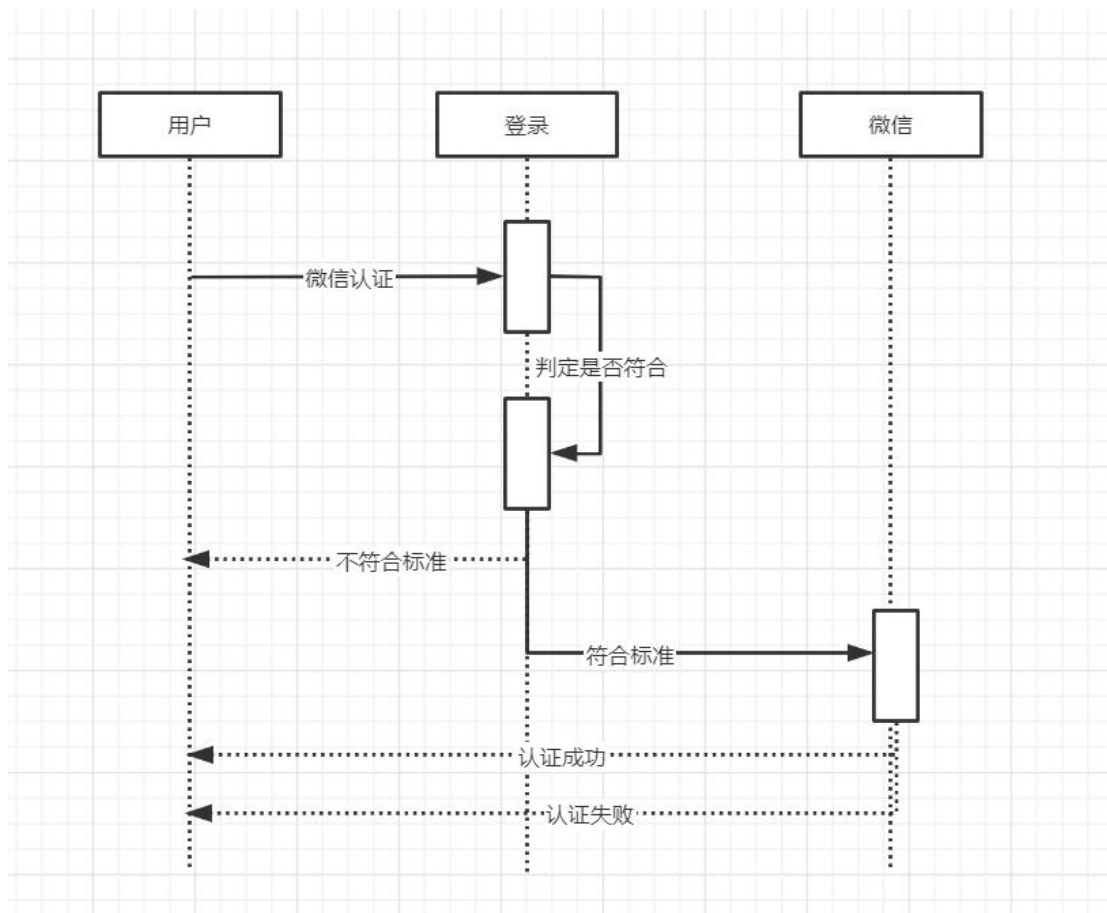 用户
登录
微信
微信认证
判定是否符合
不符合标准
符合标准
认证成功
认证失败